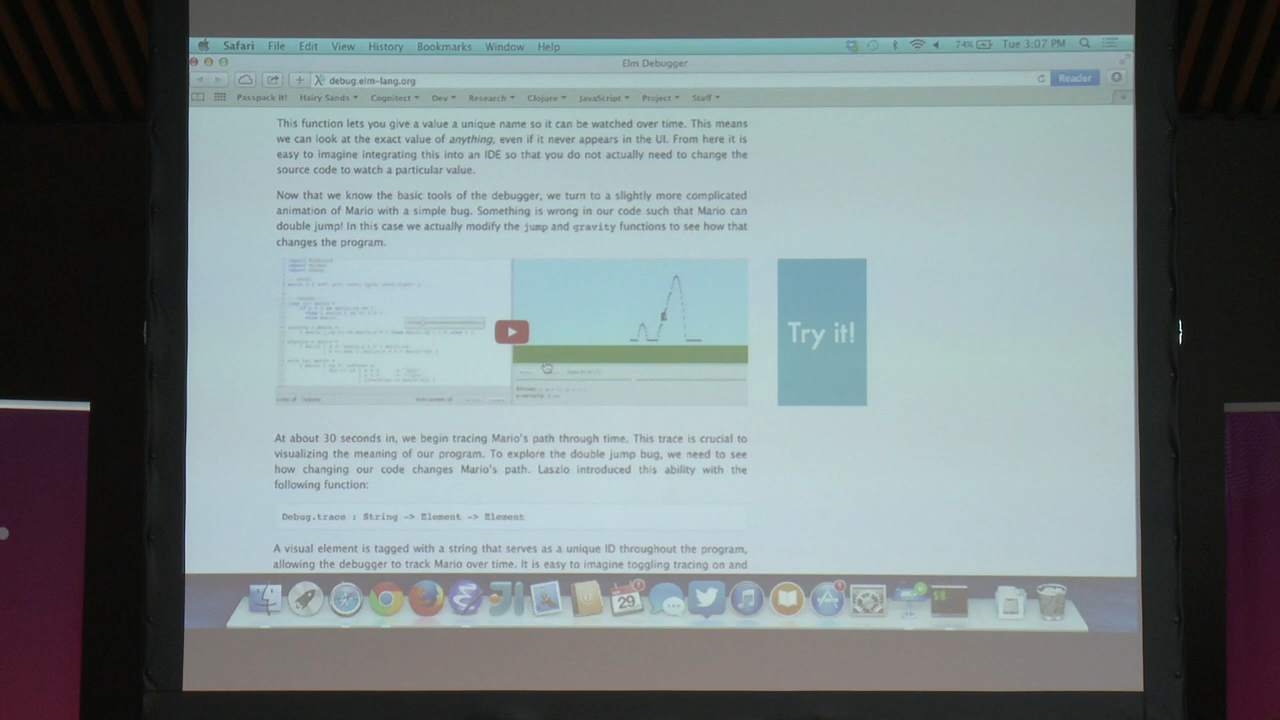 Safari File Edit View History Bookmarks Window Help 74% Tue 3:07 PM
Elm Debugger
debug.elm-lang.org Reader
Passpack It! Hairy Sands Cognitect Dev Research Clojure JavaScript Project Stuff
This function lets you give a value a unique name so it can be watched over time. This means
we can look at the exact value of anything, even if it never appears in the UI. From here it is
easy to imagine integrating this into an IDE so that you do not actually need to change the
source code to watch a particular value.
Now that we know the basic tools of the debugger, we turn to a slightly more complicated
animation of Mario with a simple bug. Something is wrong in our code such that Mario can
double jump! In this case we actually modify the jump and gravity functions to see how that
changes the program.
Try it!
At about 30 seconds in, we begin tracing Mario's path through time. This trace is crucial to
visualizing the meaning of our program. To explore the double jump bug, we need to see
how changing our code changes Mario's path. Laszlo introduced this ability with the
following function:
Debug.trace : String -> Element -> Element
A visual element is tagged with a string that serves as a unique ID throughout the program,
allowing the debugger to track Mario over time. It is easy to imagine toggling tracing on and
29